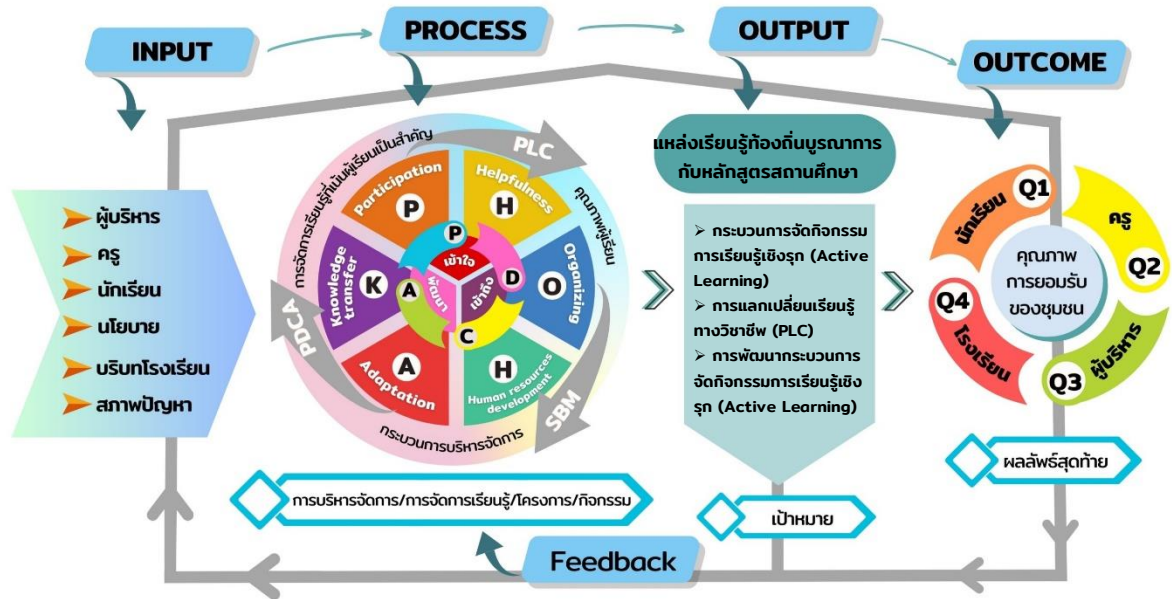 INPUT
PROCESS
OUTPUT
OUTCOME
ผู้บริหาร
ครู
นักเรียน
นโยบาย
บริบทโรงเรียน
สภาพปัญหา
การจัดการเรียนรู้ที่เน้นผู้เรียนเป็นสำคัญ
คุณภาพผู้เรียน
กระบวนการบริหารจัดการ
PLC
SBM
PDCA
Participation
P
Helpfulness
H
Organizing
O
Human resources
development
H
Adaptation
A
Knowledge
transfer
K
P
D
C
A
เข้าใจ
เข้าถึง
พัฒนา
การบริหารจัดการ/การจัดการเรียนรู้/โครงการ/กิจกรรม
แหล่งเรียนรู้ท้องถิ่นบูรณาการ
กับหลักสูตรสถานศึกษา
➢ กระบวนการจัดกิจกรรม
การเรียนรู้เชิงรุก (Active
Learning)
➢ การแลกเปลี่ยนเรียนรู้
ทางวิชาชีพ (PLC)
➢ การพัฒนากระบวนการ
จัดกิจกรรมการเรียนรู้เชิง
รุก (Active Learning)
เป้าหมาย
นักเรียน
Q1
ครู
Q2
ผู้บริหาร
Q3
โรงเรียน
Q4
คุณภาพ
การยอมรับ
ของชุมชน
ผลลัพธ์สุดท้าย
Feedback